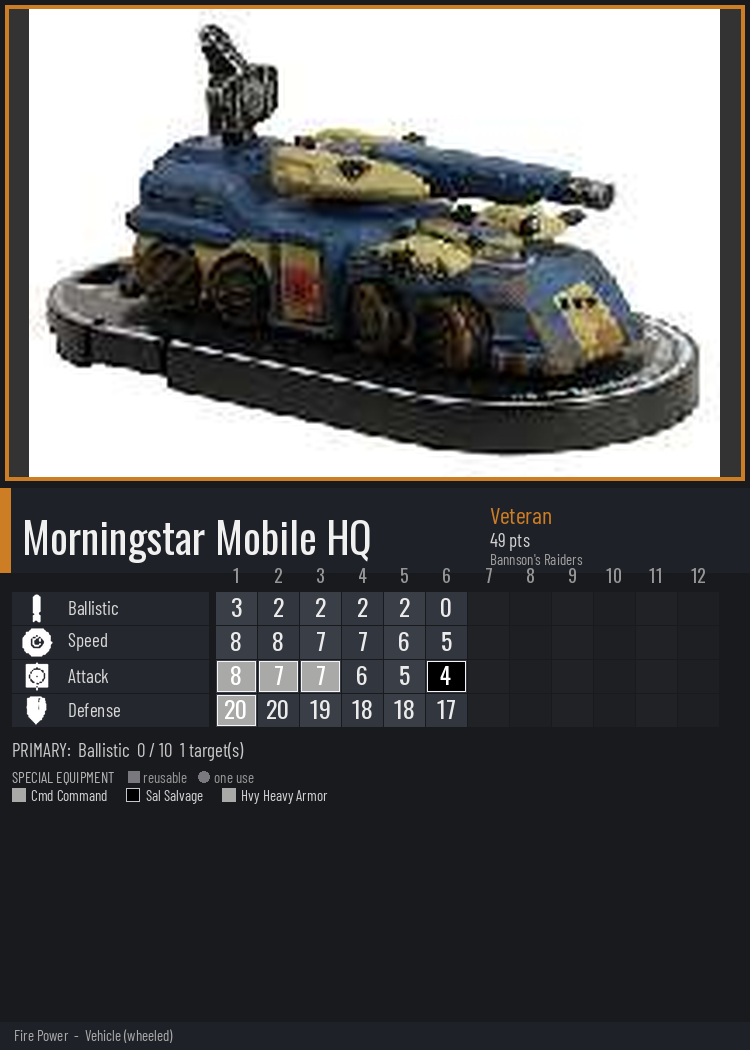 Morningstar Mobile HQ
Veteran
49 pts
Bannson's Raiders
1 2 3 4 5 6 7 8 9 10 11 12
Ballistic 3 2 2 2 2 0
Speed 8 8 7 7 6 5
Attack 8 7 7 6 5 4
Defense 20 20 19 18 18 17
PRIMARY: Ballistic 0 / 10 1 target(s)
SPECIAL EQUIPMENT reusable one use
Cmd Command Sal Salvage Hvy Heavy Armor
Fire Power - Vehicle (wheeled)